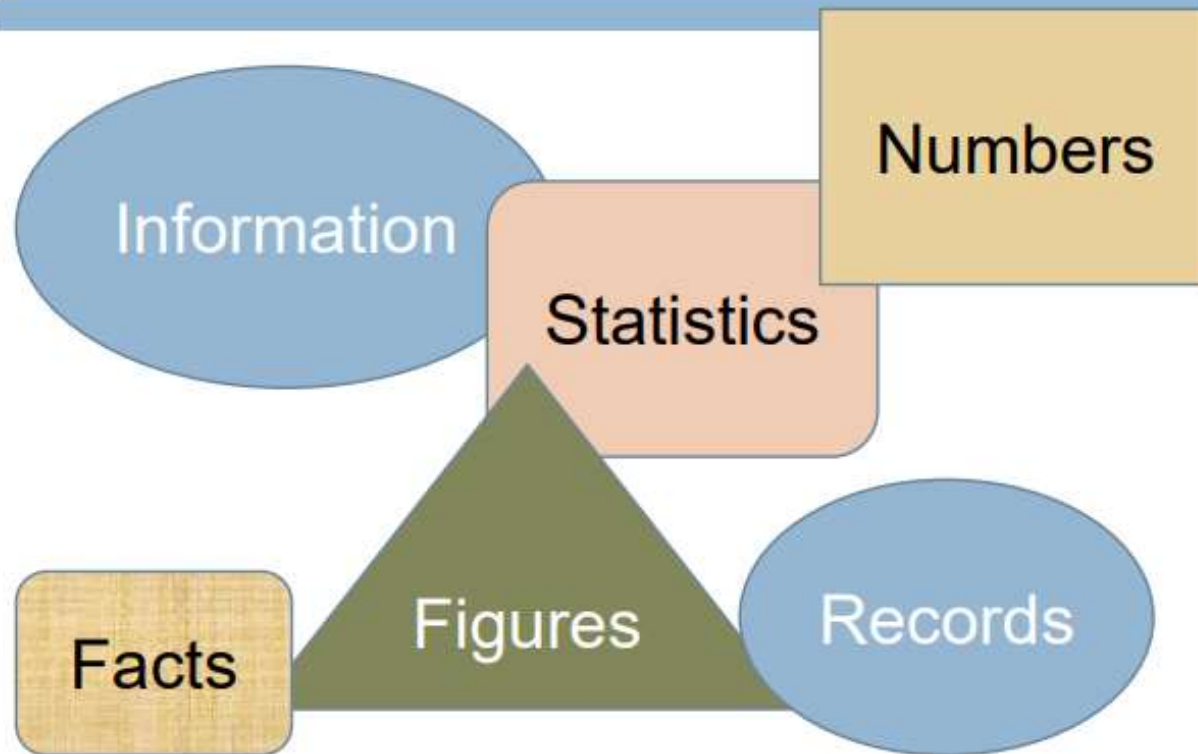 Numbers
Information
Statistics
Figures
Records
Facts